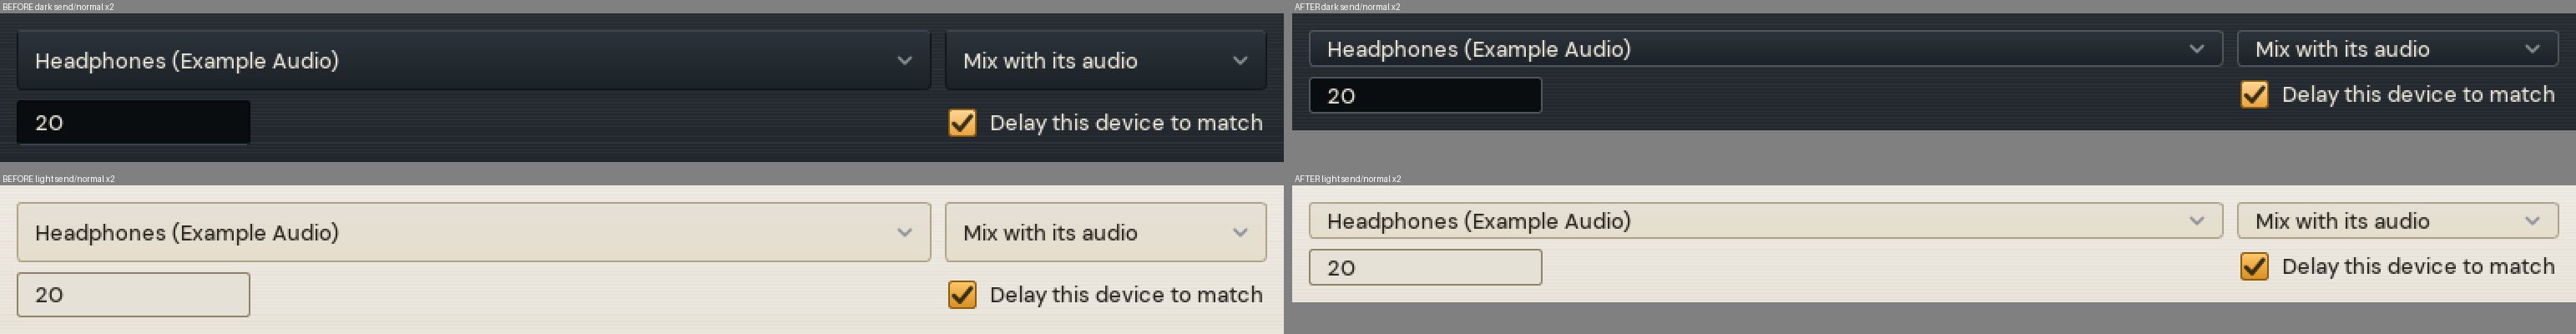 BEFORE dark send/normal x2
Headphones (Example Audio)
Mix with its audio
20
Delay this device to match
AFTER dark send/normal x2
Headphones (Example Audio)
Mix with its audio
20
Delay this device to match
BEFORE light send/normal x2
Headphones (Example Audio)
Mix with its audio
20
Delay this device to match
AFTER light send/normal x2
Headphones (Example Audio)
Mix with its audio
20
Delay this device to match